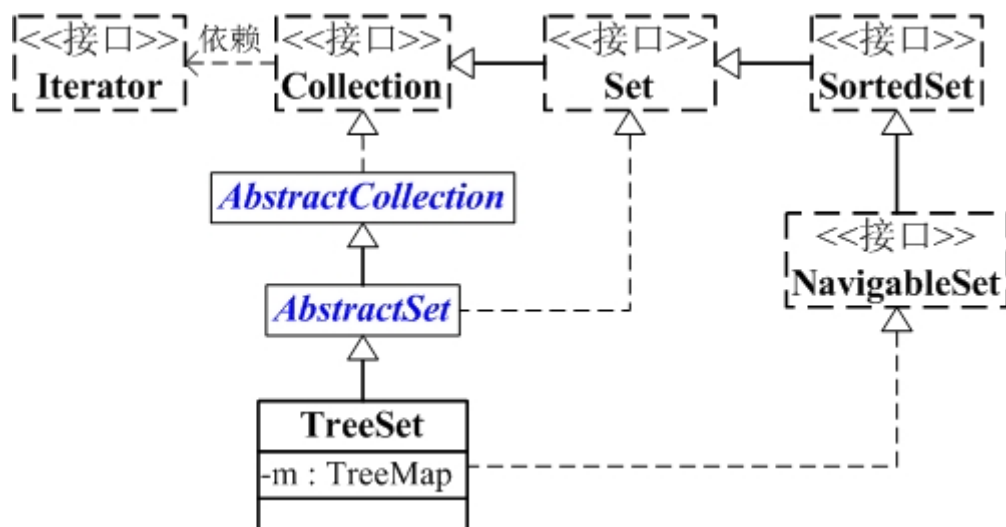 <<接口>>
Iterator
依赖
<<接口>>
Collection
<<接口>>
Set
<<接口>>
SortedSet
AbstractCollection
<<接口>>
NavigableSet
AbstractSet
TreeSet
-m : TreeMap